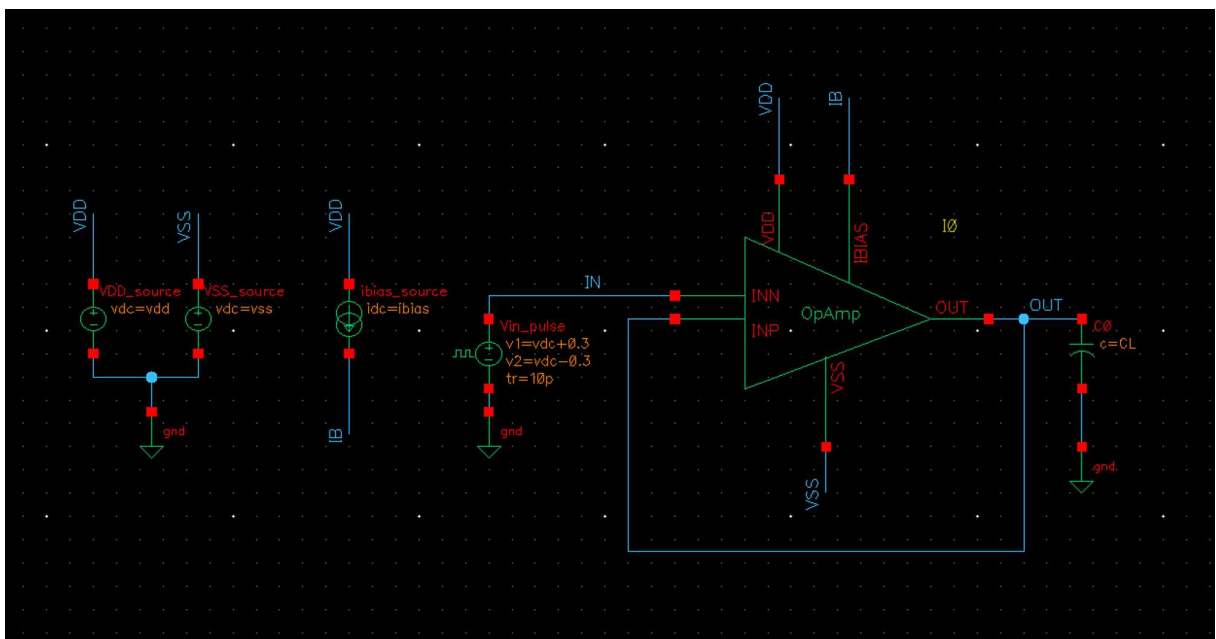 VDD
VSS
VDD_source
vdc=vdd
VSS_source
vdc=vss
gnd
VDD
ibias_source
idc=ibias
IB
IN
Vin_pulse
v1=vdc+0.3
v2=vdc-0.3
tr=10p
gnd
VDD
IB
VDD
IBIAS
I0
INN
INP
OpAmp
OUT
VSS
VSS
OUT
C0
c=CL
gnd